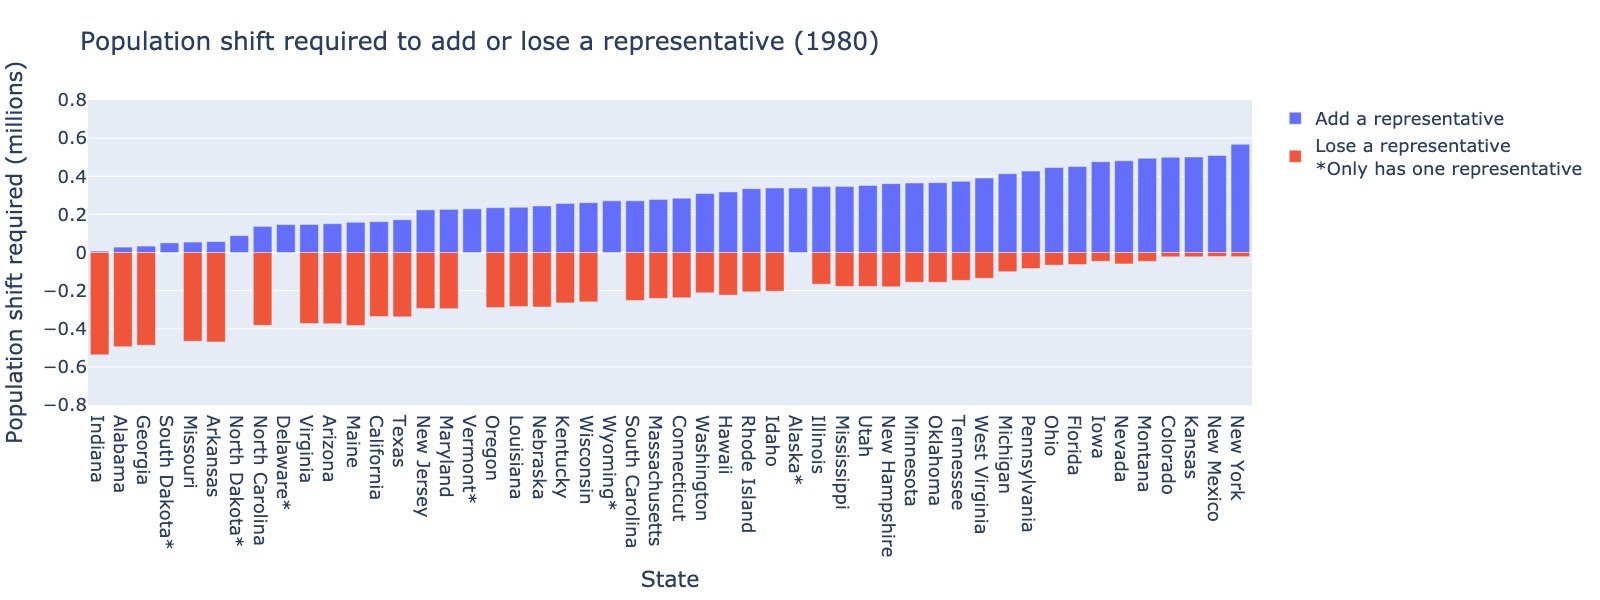 Population shift required to add or lose a representative (1980)
Population shift required (millions)
0.8
0.6
0.4
0.2
0
−0.2
−0.4
−0.6
−0.8
Add a representative
Lose a representative
*Only has one representative
Indiana
Alabama
Georgia
South Dakota*
Missouri
Arkansas
North Dakota*
North Carolina
Delaware*
Virginia
Arizona
Maine
California
Texas
New Jersey
Maryland
Vermont*
Oregon
Louisiana
Nebraska
Kentucky
Wisconsin
Wyoming*
South Carolina
Massachusetts
Connecticut
Washington
Hawaii
Rhode Island
Idaho
Alaska*
Illinois
Mississippi
Utah
New Hampshire
Minnesota
Oklahoma
Tennessee
West Virginia
Michigan
Pennsylvania
Ohio
Florida
Iowa
Nevada
Montana
Colorado
Kansas
New Mexico
New York
State